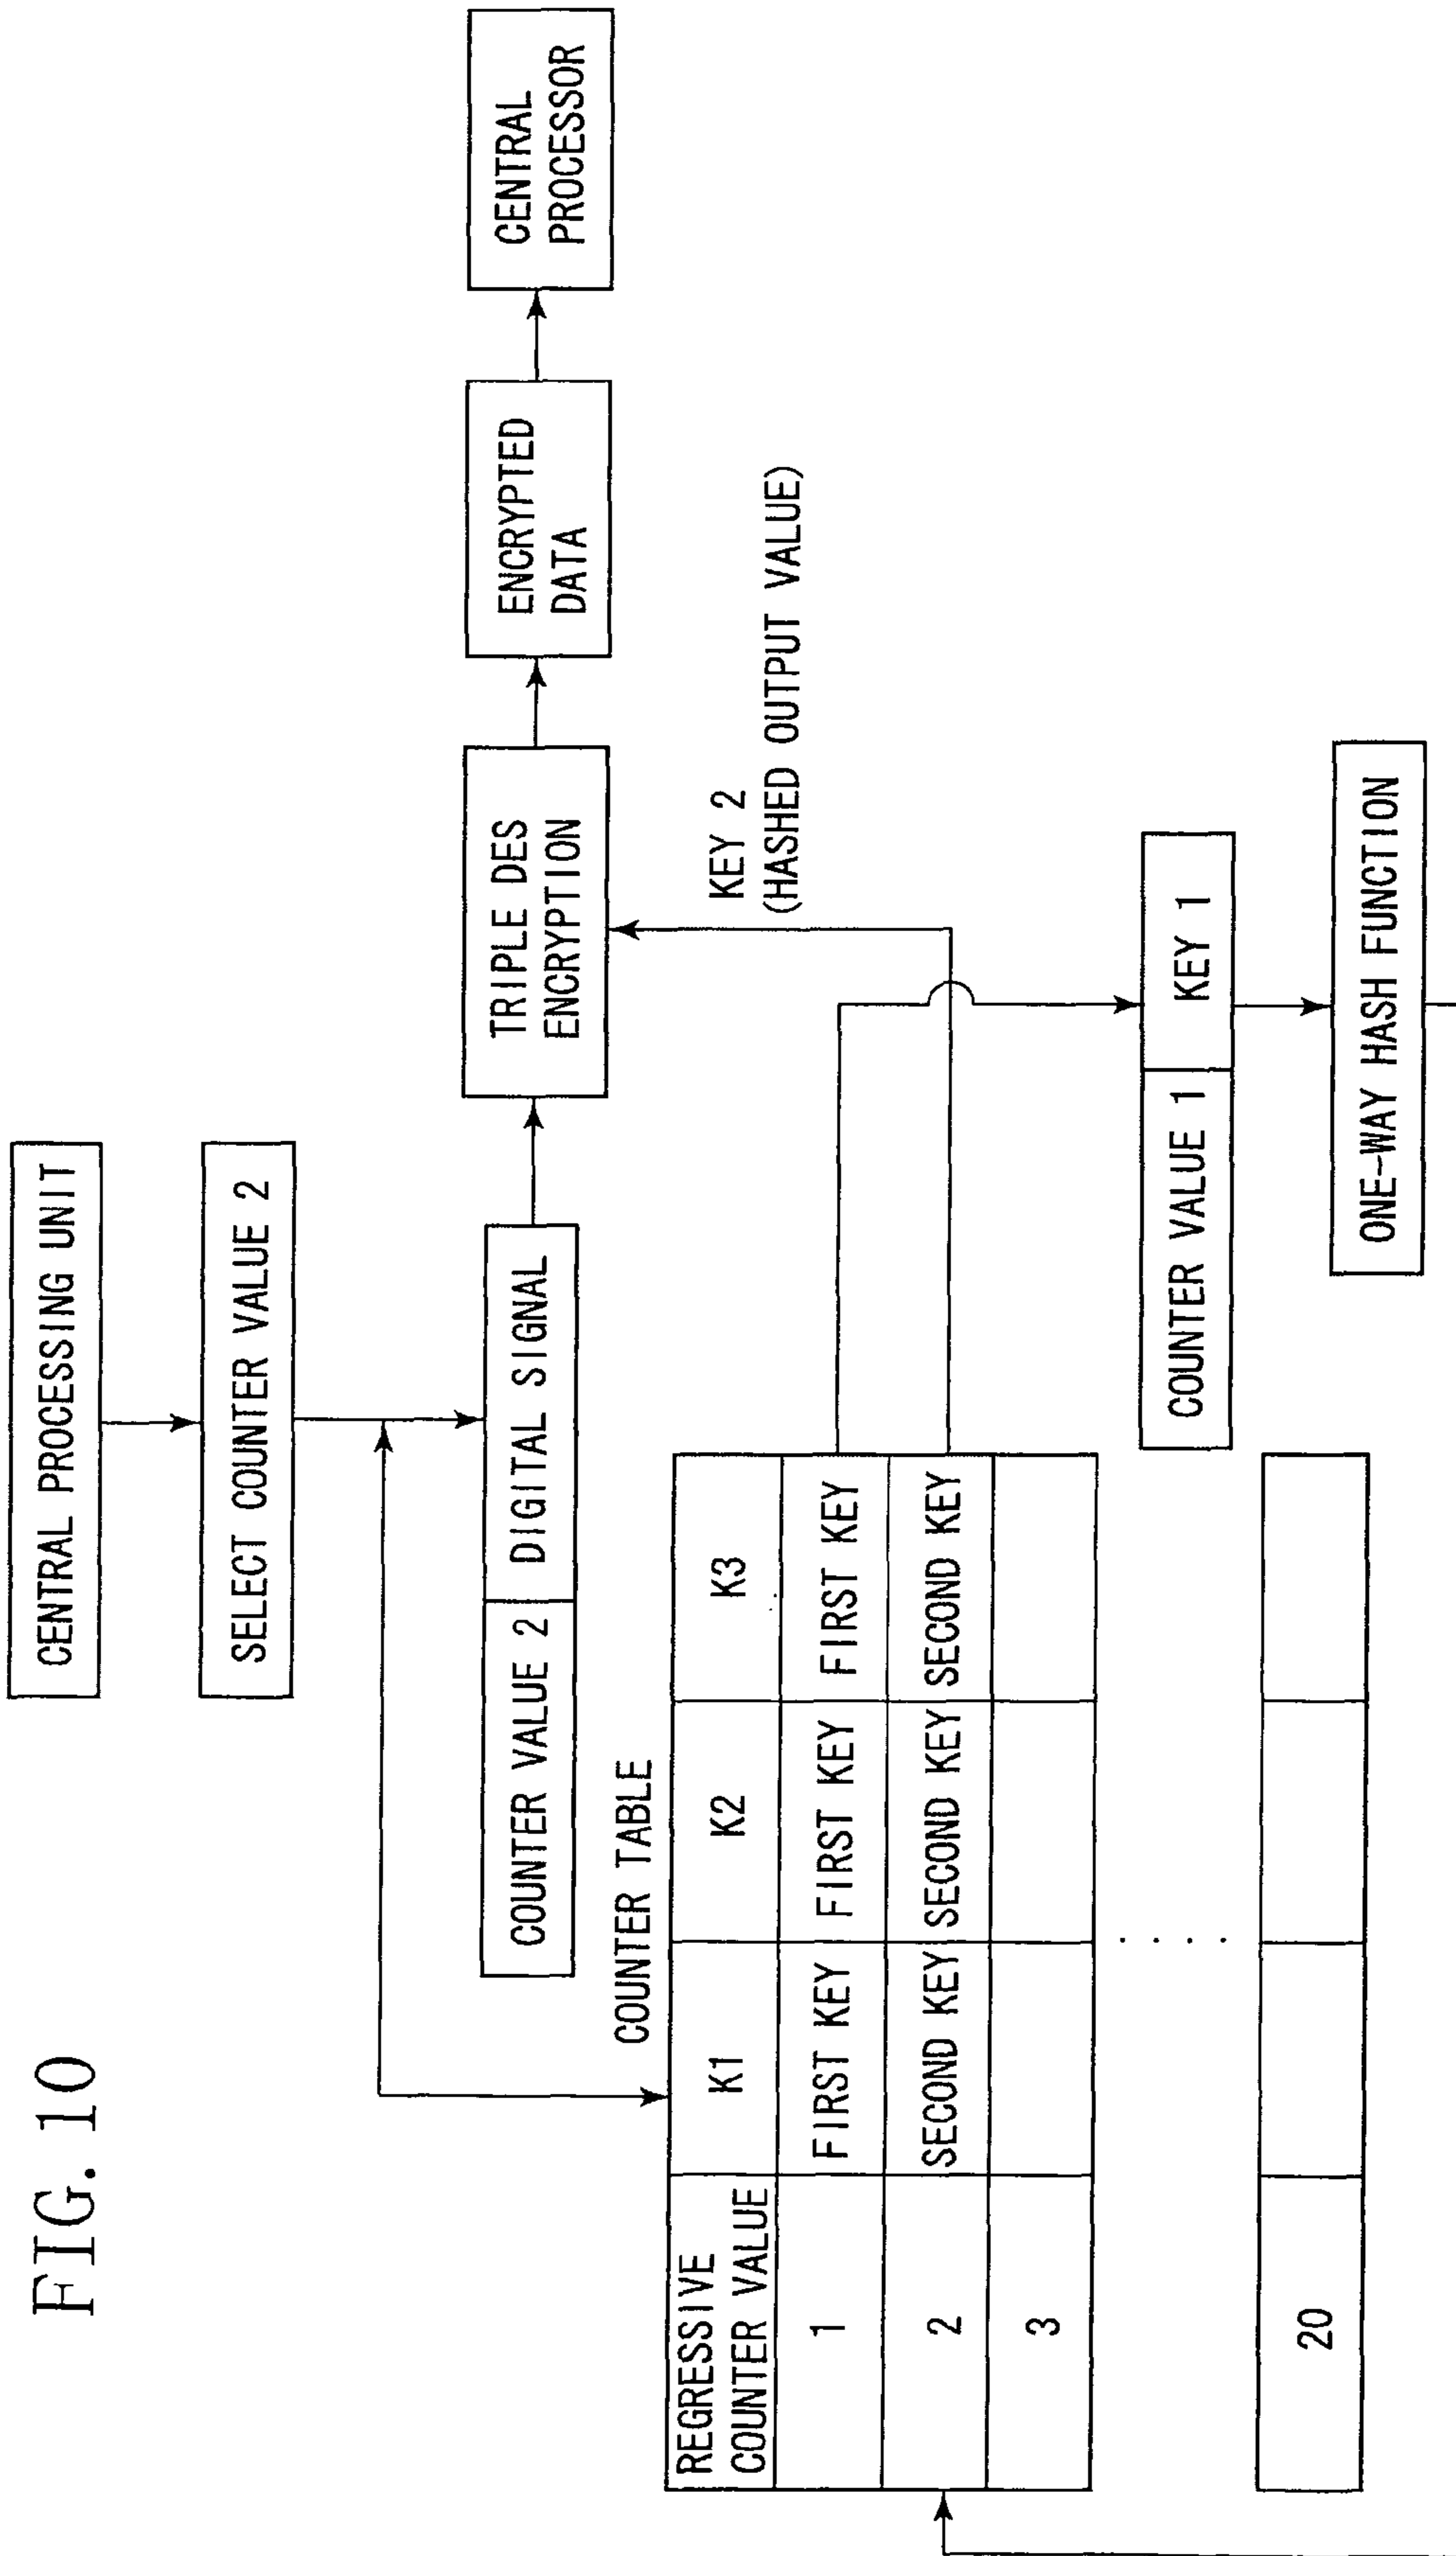 FIG. 10
CENTRAL PROCESSING UNIT
SELECT COUNTER VALUE 2
COUNTER VALUE 2 DIGITAL SIGNAL
TRIPLE DES
ENCRYPTION
ENCRYPTED
DATA
CENTRAL
PROCESSOR
COUNTER TABLE
REGRESSIVE
COUNTER VALUE
K1 K2 K3
1 FIRST KEY FIRST KEY FIRST KEY
2 SECOND KEY SECOND KEY SECOND KEY
3
. . . .
20
KEY 2
(HASHED OUTPUT VALUE)
COUNTER VALUE 1 KEY 1
ONE-WAY HASH FUNCTION